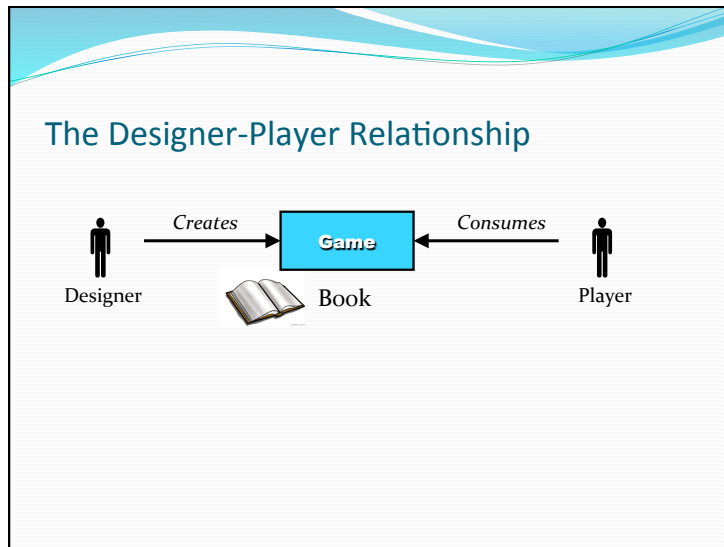 The Designer-Player Relationship
Creates
Game
Consumes
Designer
Book
Player